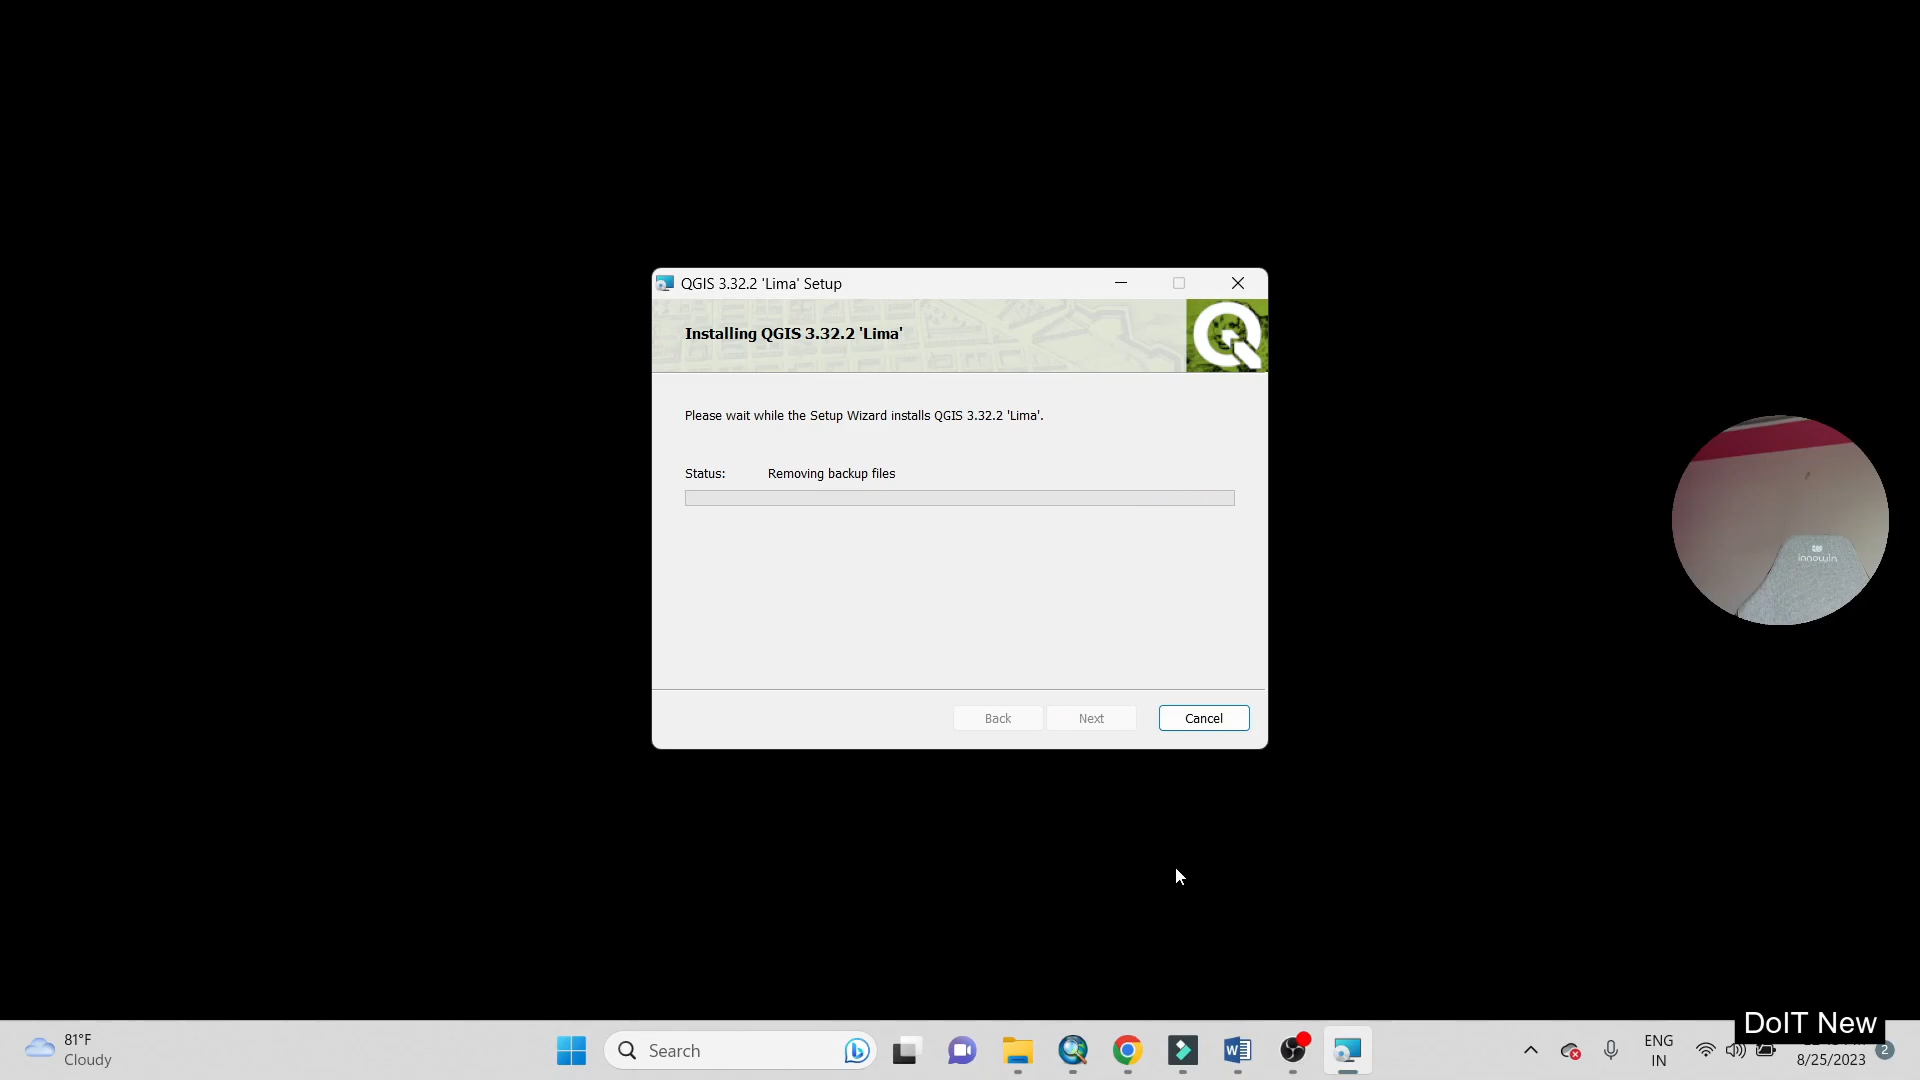 QGIS 3.32.2 'Lima' Setup
Installing QGIS 3.32.2 'Lima'
Please wait while the Setup Wizard installs QGIS 3.32.2 'Lima'.
Status: Removing backup files
Back Next Cancel
innowin
DoIT New
81°F
Cloudy
Search
ENG
IN
8/25/2023
2